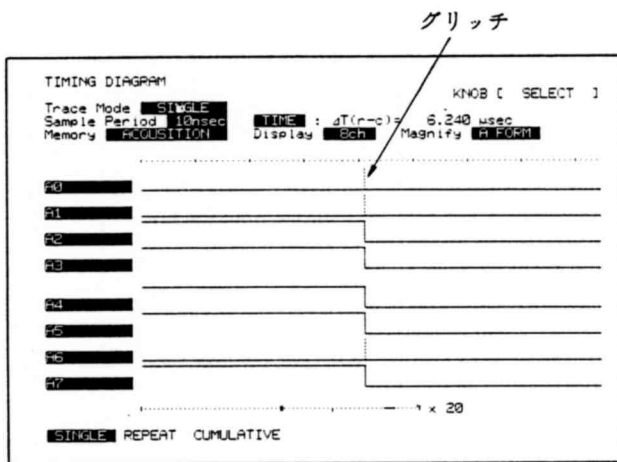 グリッチ
TIMING DIAGRAM
KNOB [ SELECT ]
Trace Mode SINGLE
Sample Period 10nsec TIME : ΔT(r-c)= 6.240 μsec
Memory ACQUSITION Display 8ch Magnify A FORM
A0
A1
A2
A3
A4
A5
A6
A7
x 20
SINGLE REPEAT CUMULATIVE